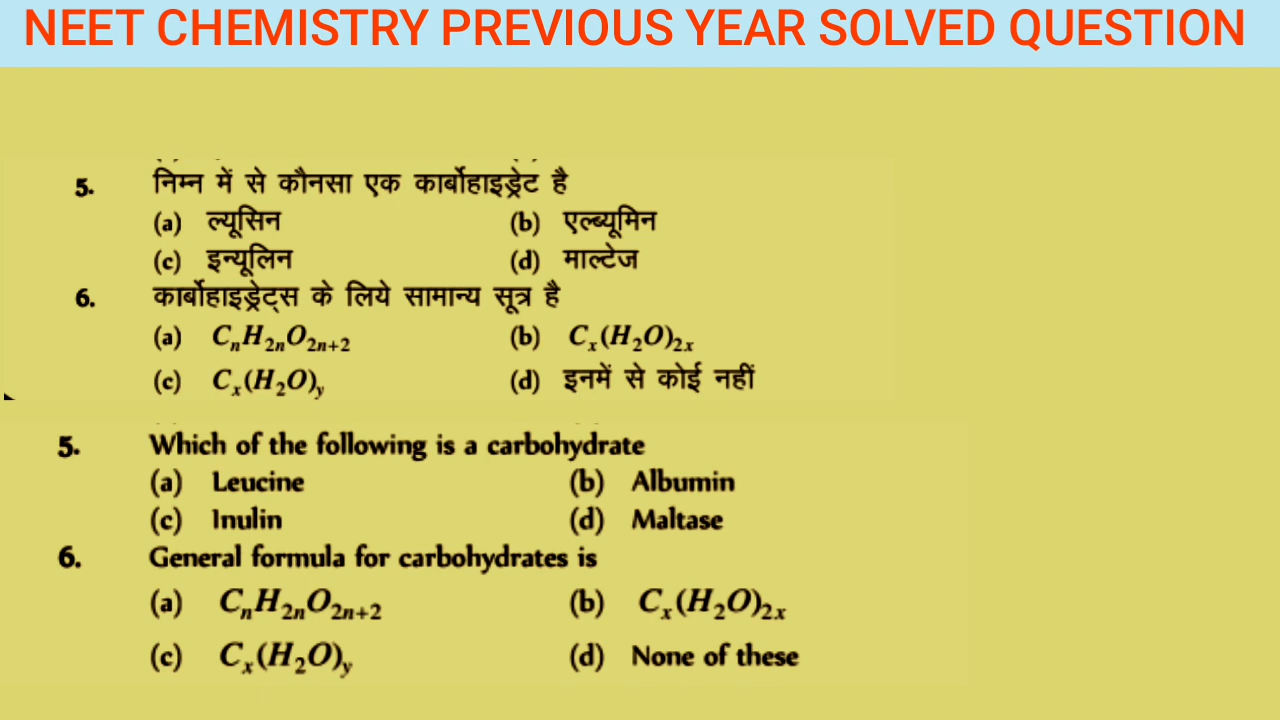 NEET CHEMISTRY PREVIOUS YEAR SOLVED QUESTION
5. निम्न में से कौनसा एक कार्बोहाइड्रेट है
(a) ल्यूसिन (b) एल्ब्यूमिन
(c) इन्यूलिन (d) माल्टेज
6. कार्बोहाइड्रेट्स के लिये सामान्य सूत्र है
(a) CₙH₂ₙO₂ₙ₊₂ (b) Cₓ(H₂O)₂ₓ
(c) Cₓ(H₂O)ᵧ (d) इनमें से कोई नहीं
5. Which of the following is a carbohydrate
(a) Leucine (b) Albumin
(c) Inulin (d) Maltase
6. General formula for carbohydrates is
(a) CₙH₂ₙO₂ₙ₊₂ (b) Cₓ(H₂O)₂ₓ
(c) Cₓ(H₂O)ᵧ (d) None of these